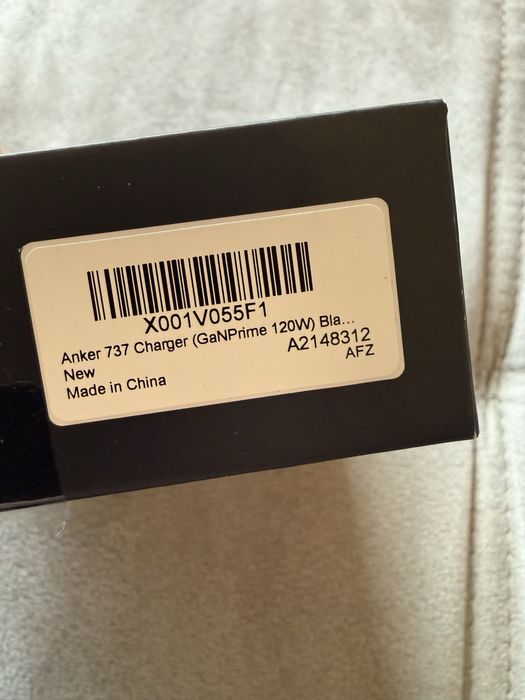 X001V055F1
Anker 737 Charger (GaNPrime 120W) Bla...
New
A2148312
Made in China
AFZ